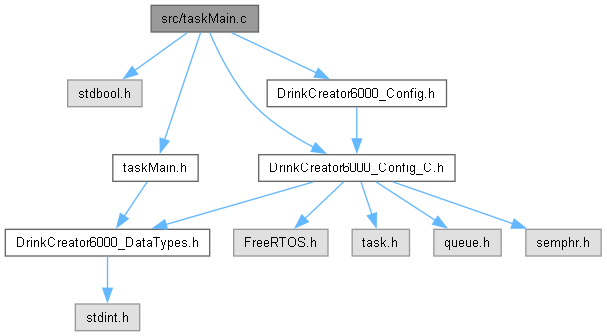 src/taskMain.c
stdbool.h
DrinkCreator6000_Config.h
taskMain.h
DrinkCreator6000_Config_C.h
DrinkCreator6000_DataTypes.h
FreeRTOS.h
task.h
queue.h
semphr.h
stdint.h